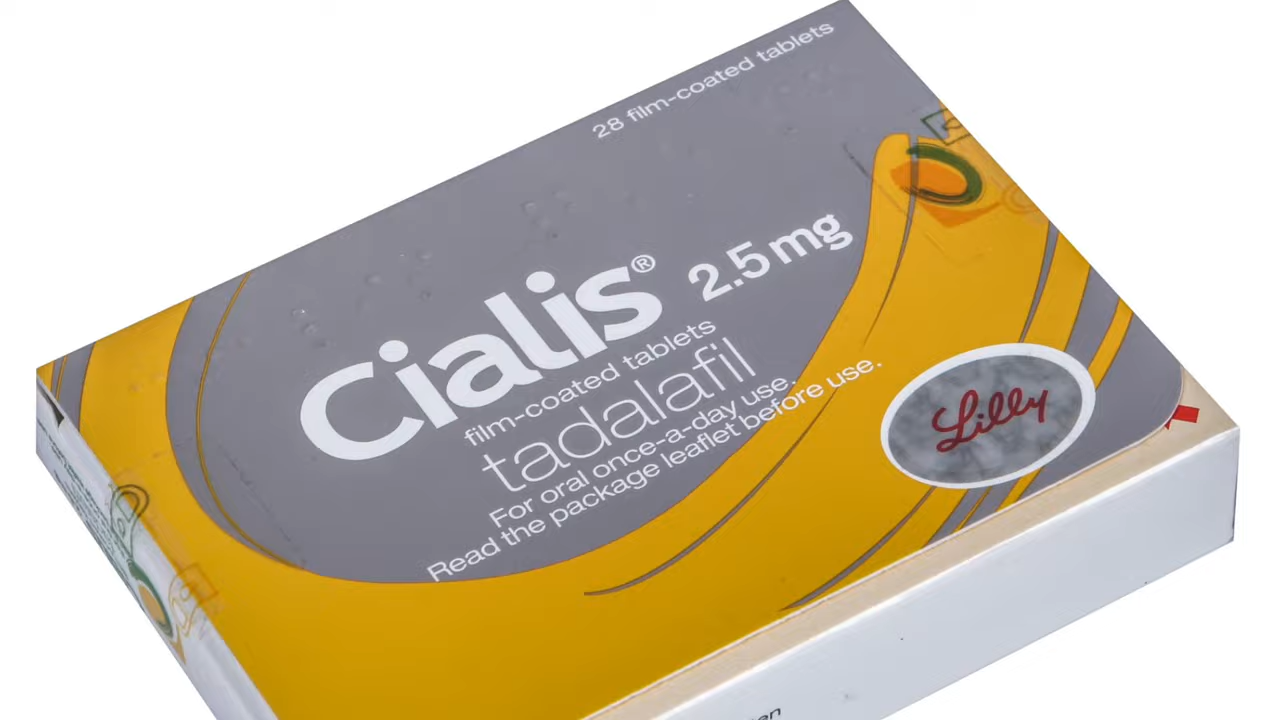 28 film-coated tablets
Cialis® 2.5 mg
film-coated tablets
tadalafil
For oral once-a-day use.
Read the package leaflet before use.
Lilly